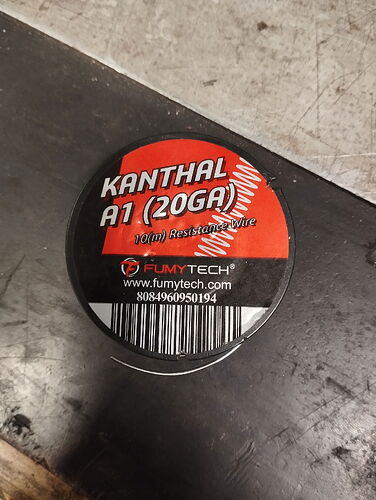 KANTHAL
A1 (20GA)
10(m) Resistance Wire
FUMYTECH®
www.fumytech.com
8084960950194